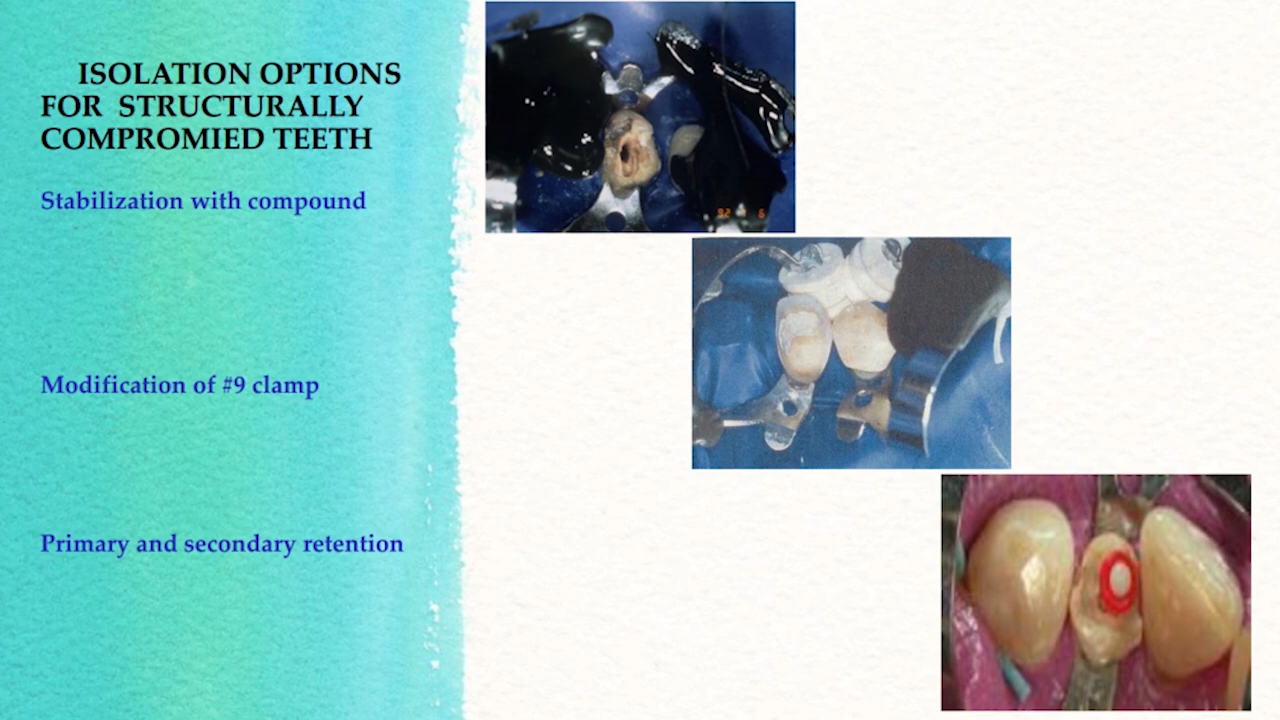 ISOLATION OPTIONS
FOR STRUCTURALLY
COMPROMIED TEETH
Stabilization with compound
Modification of #9 clamp
Primary and secondary retention